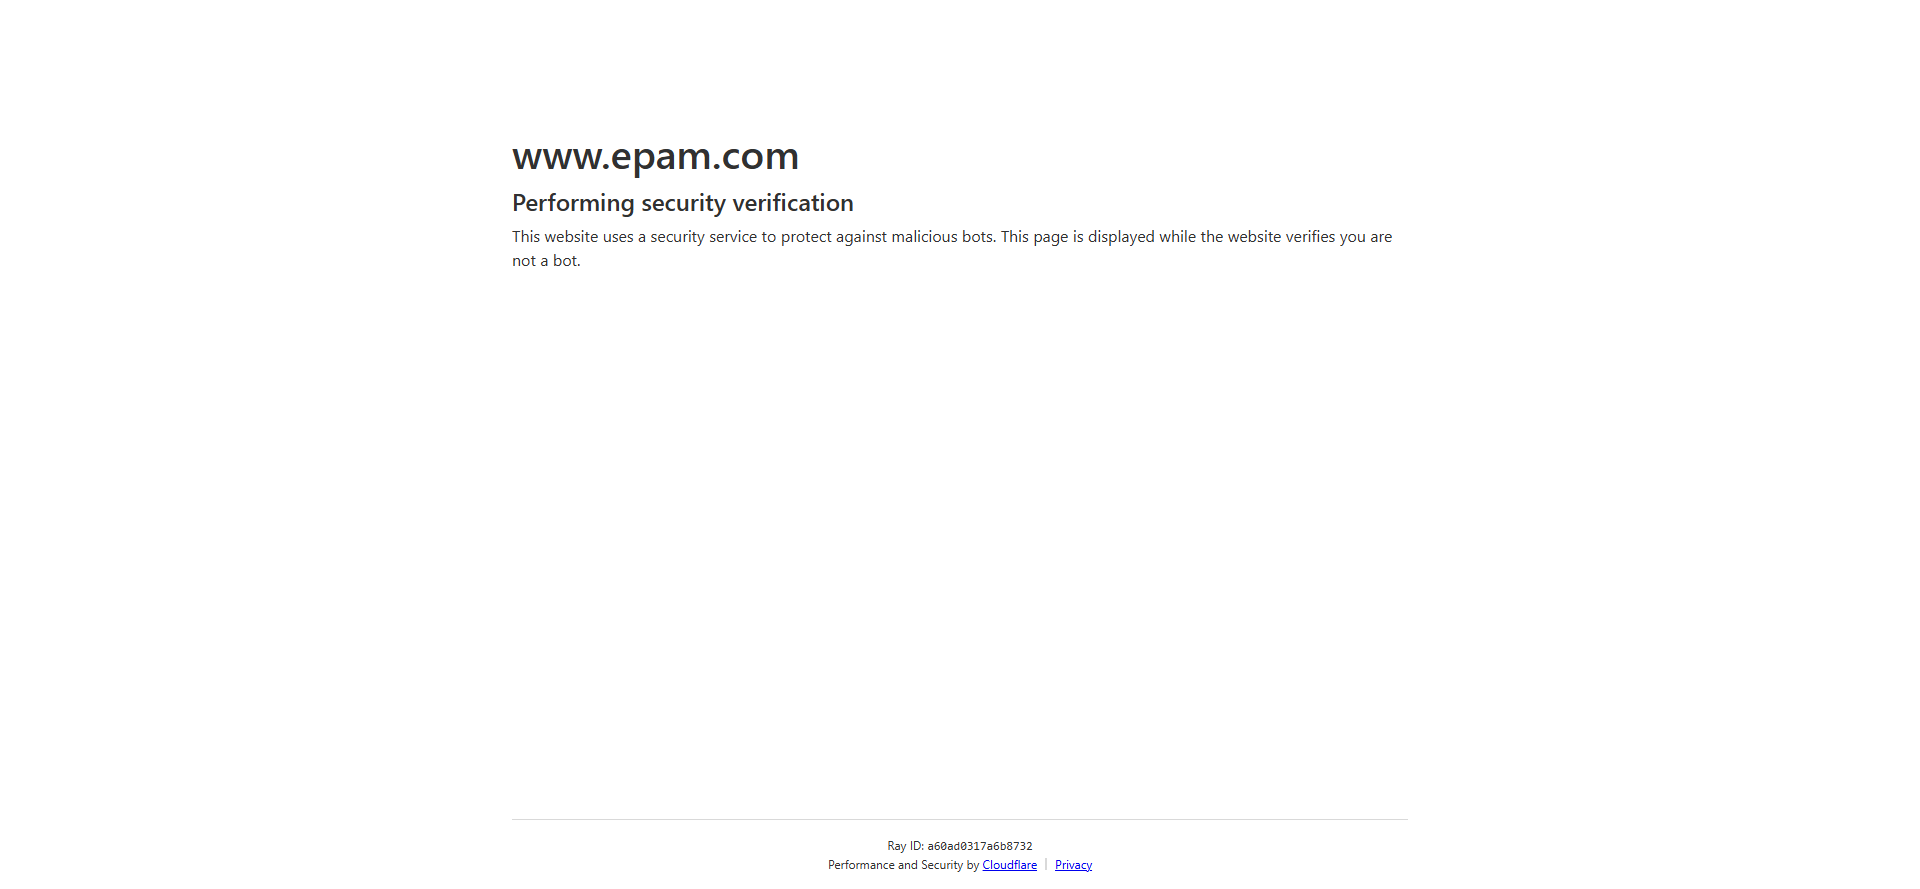 www.epam.com
Performing security verification
This website uses a security service to protect against malicious bots. This page is displayed while the website verifies you are
not a bot.
Ray ID: a60ad0317a6b8732
Performance and Security by Cloudflare | Privacy